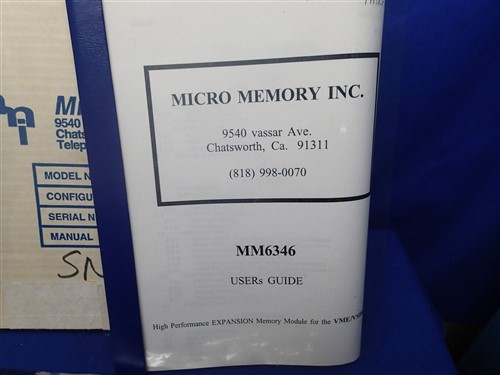 MICRO MEMORY INC.
9540 vassar Ave.
Chatsworth, Ca. 91311
(818) 998-0070
MM6346
USERs GUIDE
High Performance EXPANSION Memory Module for the
9540
MODEL N
CONFIGU
SERIAL N
MANUAL
SN